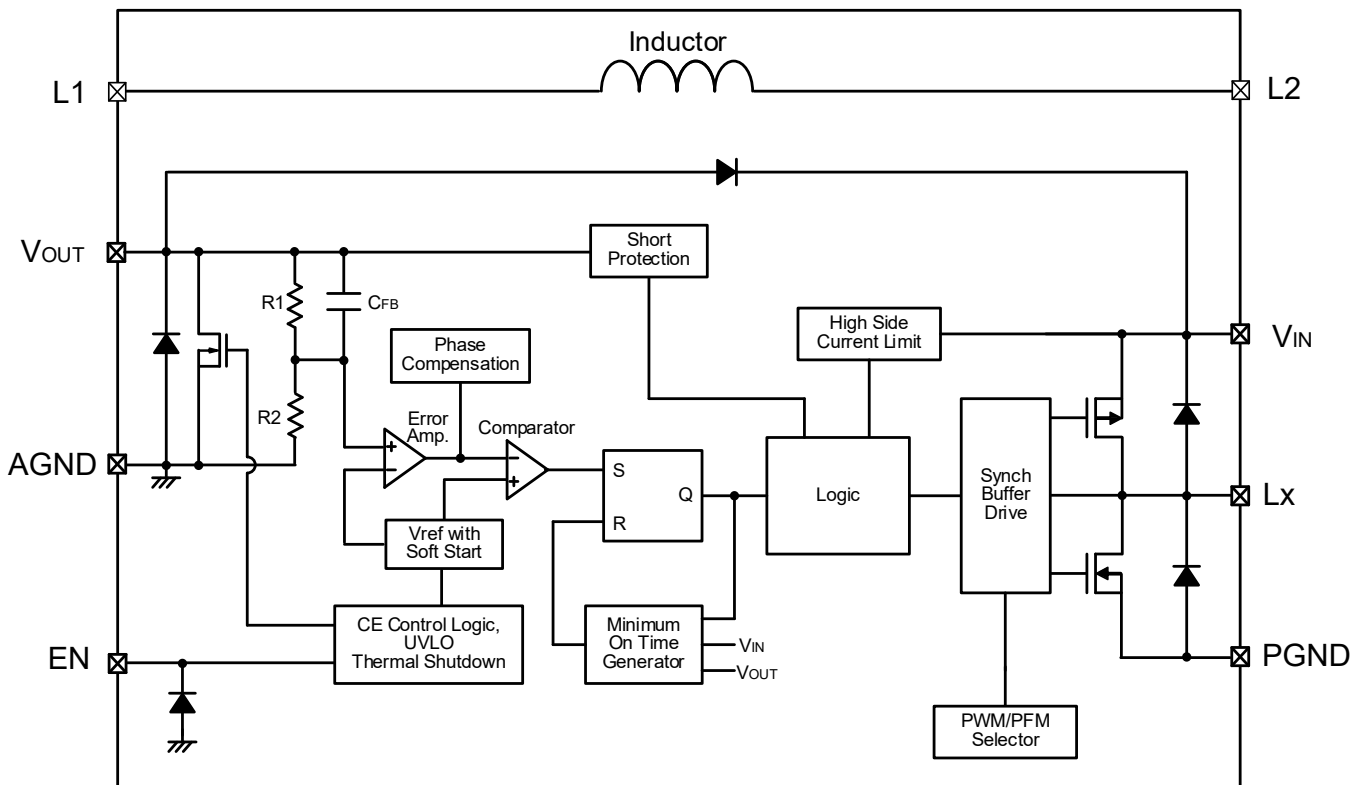 Inductor
L1
L2
VOUT
Short
Protection
R1
CFB
High Side
Current Limit
VIN
Phase
Compensation
R2
Error
Amp.
Comparator
AGND
S
Q
R
Logic
Synch
Buffer
Drive
Lx
Vref with
Soft Start
CE Control Logic,
UVLO
Thermal Shutdown
Minimum
On Time
Generator
VIN
VOUT
EN
PGND
PWM/PFM
Selector